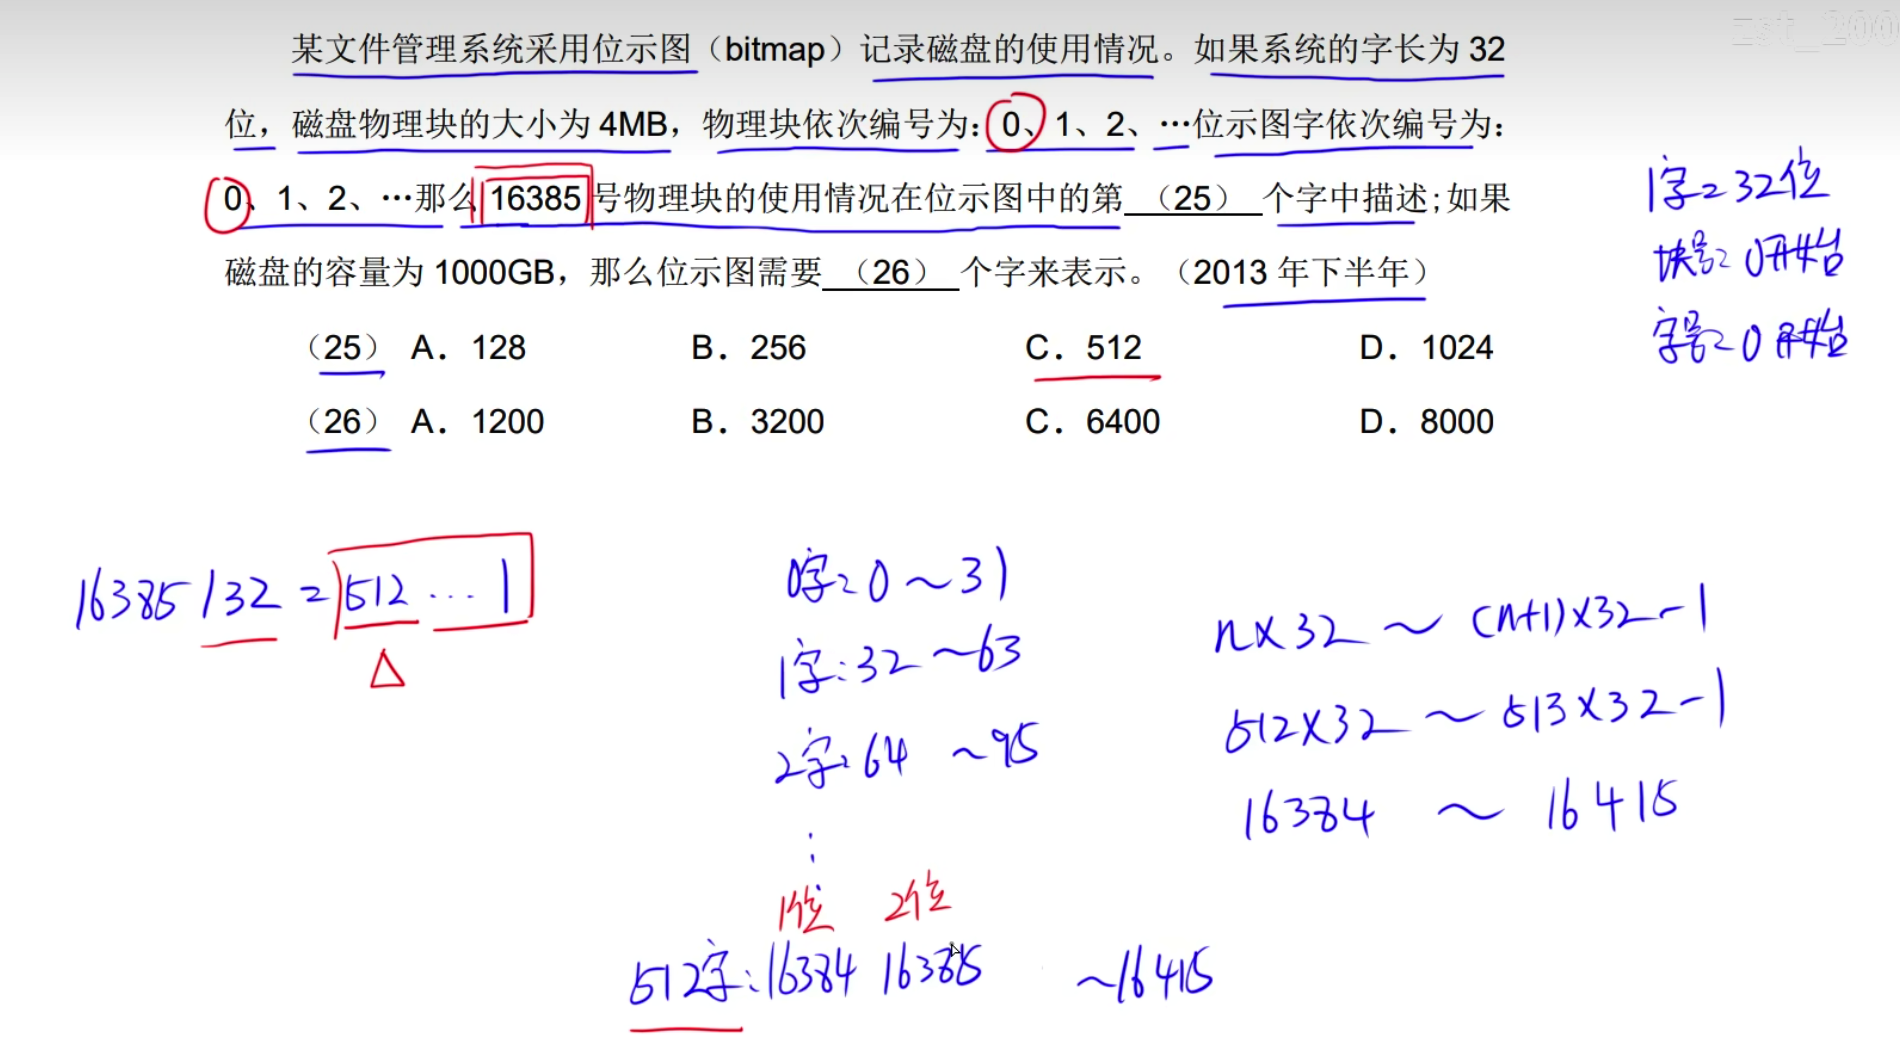 zst_200
某文件管理系统采用位示图（bitmap）记录磁盘的使用情况。如果系统的字长为 32
位，磁盘物理块的大小为 4MB，物理块依次编号为：0、1、2、…位示图字依次编号为：
0、1、2、…那么 16385 号物理块的使用情况在位示图中的第 （25） 个字中描述;如果
磁盘的容量为 1000GB，那么位示图需要 （26） 个字来表示。（2013 年下半年）
（25） A. 128 B. 256 C. 512 D. 1024
（26） A. 1200 B. 3200 C. 6400 D. 8000
1字=32位
块号: 0开始
字号: 0开始
16385/32 = 512 … 1
0字: 0 ~ 31
1字: 32 ~ 63
2字: 64 ~ 95
⋮
1位 2位
512字: 16384 16385 ~16415
n×32 ~ (n+1)×32-1
512×32 ~ 513×32-1
16384 ~ 16415